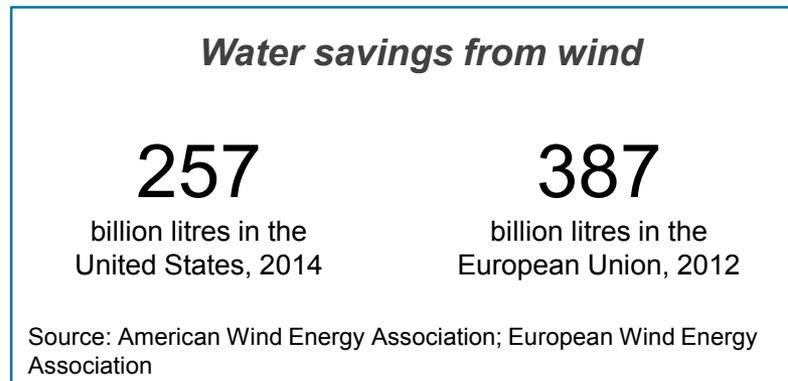 Water savings from wind
257
billion litres in the
United States, 2014
387
billion litres in the
European Union, 2012
Source: American Wind Energy Association; European Wind Energy
Association